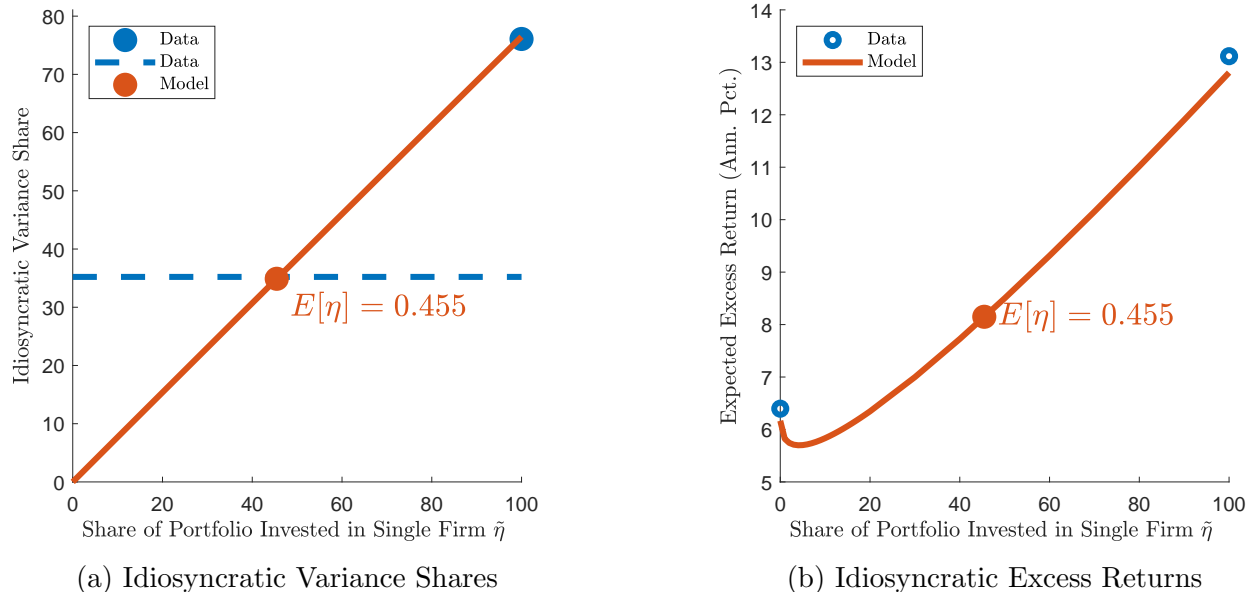 80
70
60
50
40
30
20
10
0
Idiosyncratic Variance Share
Data
Data
Model
E[η] = 0.455
0 20 40 60 80 100
Share of Portfolio Invested in Single Firm η̃
(a) Idiosyncratic Variance Shares
14
13
12
11
10
9
8
7
6
5
Expected Excess Return (Ann. Pct.)
Data
Model
E[η] = 0.455
0 20 40 60 80 100
Share of Portfolio Invested in Single Firm η̃
(b) Idiosyncratic Excess Returns